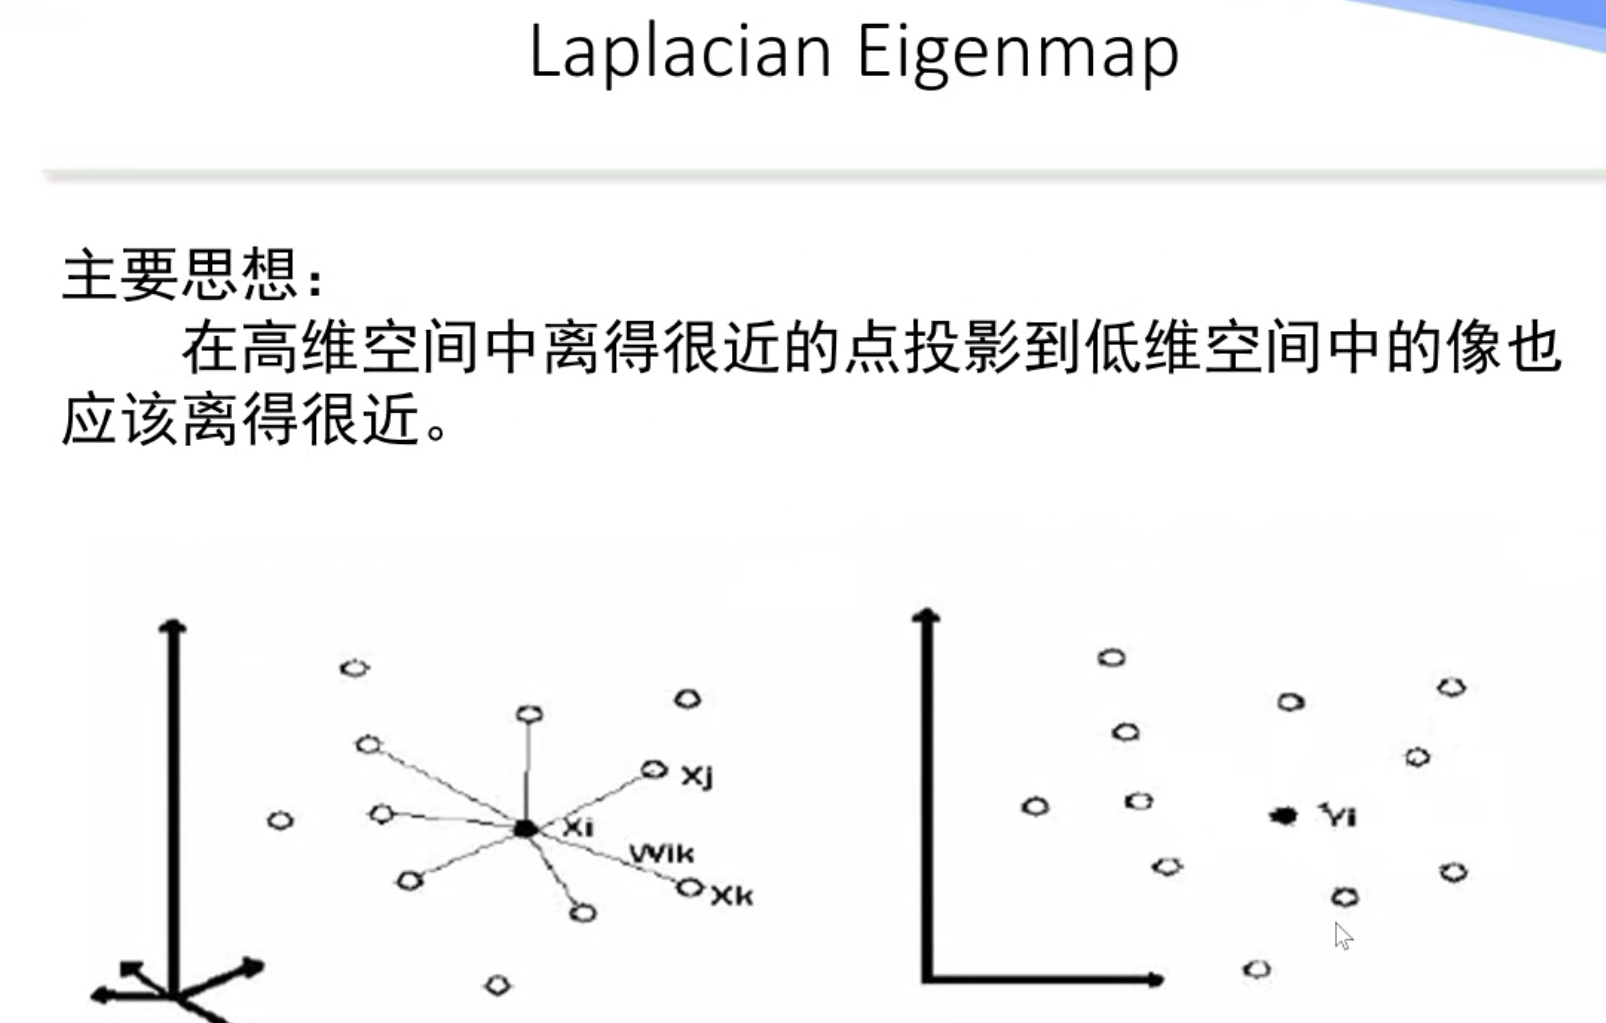 Laplacian Eigenmap
主要思想：
在高维空间中离得很近的点投影到低维空间中的像也
应该离得很近。
Xj
Xi
Wik
Xk
Yi